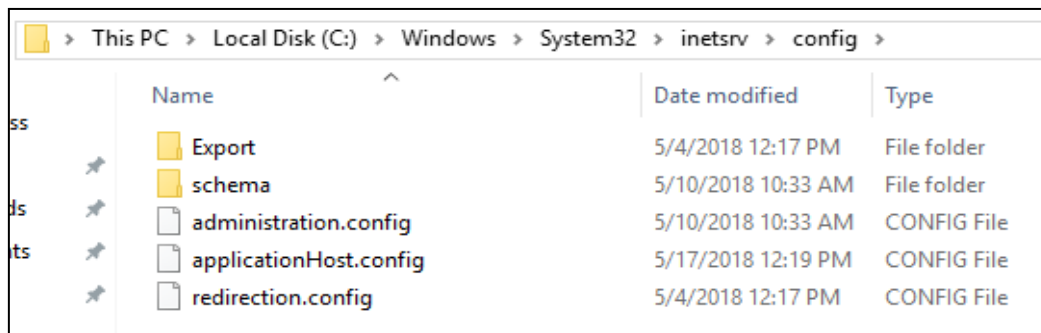 This PC > Local Disk (C:) > Windows > System32 > inetsrv > config >
Name Date modified Type
ss
Export 5/4/2018 12:17 PM File folder
schema 5/10/2018 10:33 AM File folder
ds
administration.config 5/10/2018 10:33 AM CONFIG File
nts
applicationHost.config 5/17/2018 12:19 PM CONFIG File
redirection.config 5/4/2018 12:17 PM CONFIG File